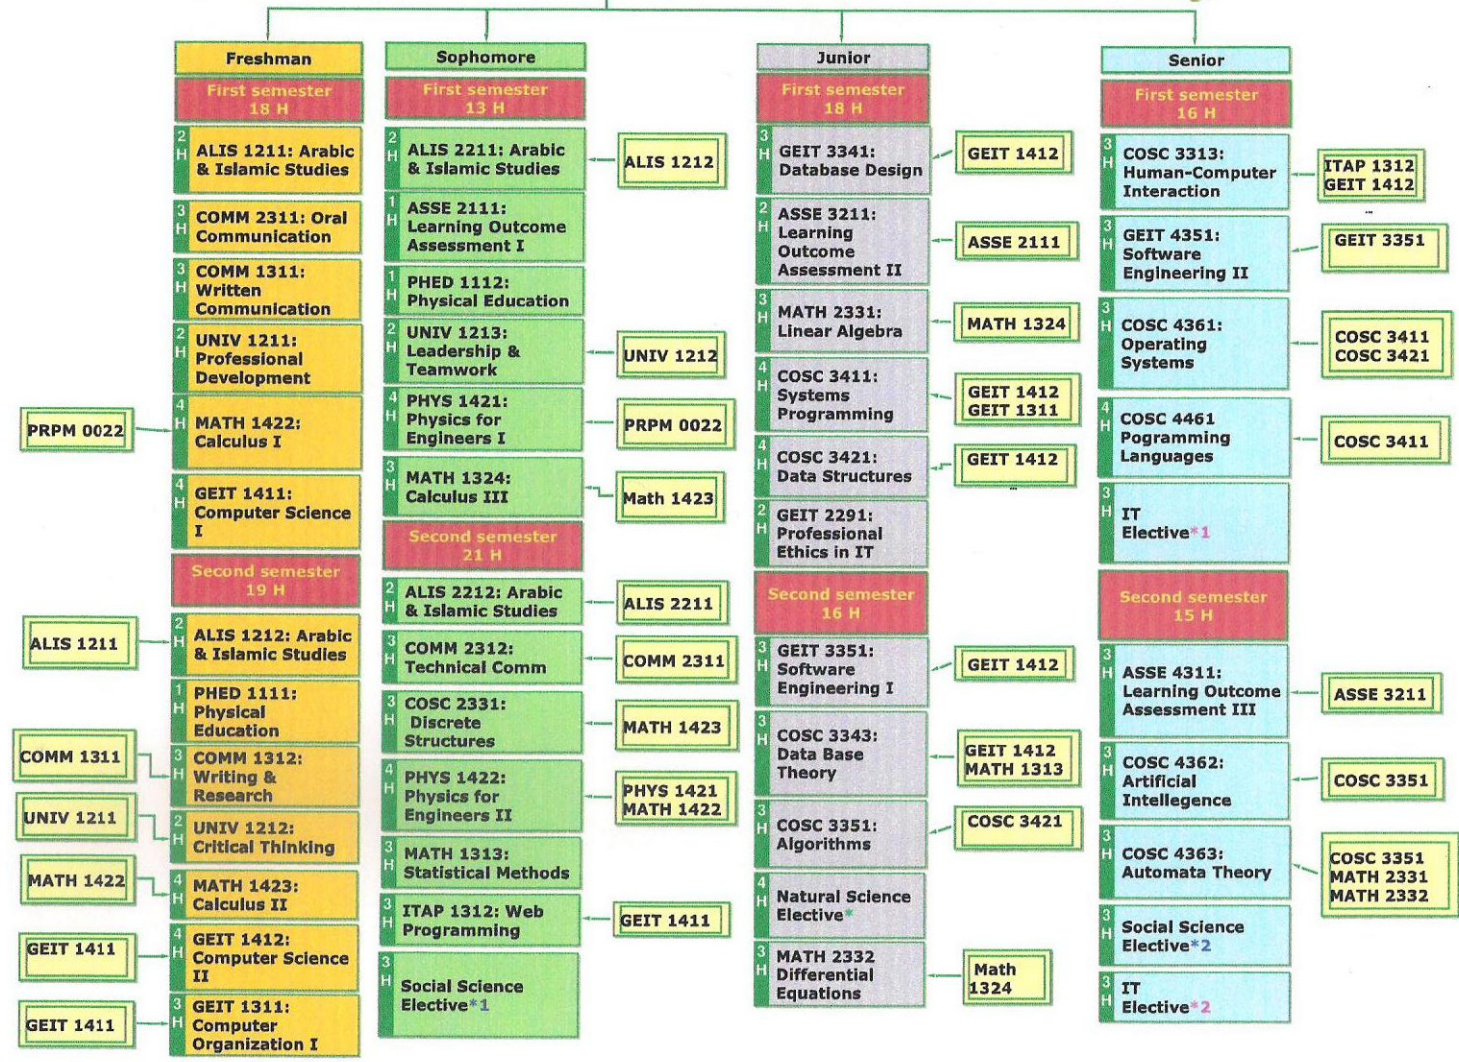 Freshman
First semester
18 H
2
H
ALIS 1211: Arabic
& Islamic Studies
3
H
COMM 2311: Oral
Communication
3
H
COMM 1311:
Written
Communication
2
H
UNIV 1211:
Professional
Development
PRPM 0022
4
H
MATH 1422:
Calculus I
4
H
GEIT 1411:
Computer Science
I
Second semester
19 H
ALIS 1211
2
H
ALIS 1212: Arabic
& Islamic Studies
1
H
PHED 1111:
Physical
Education
COMM 1311
3
H
COMM 1312:
Writing &
Research
UNIV 1211
2
H
UNIV 1212:
Critical Thinking
MATH 1422
4
H
MATH 1423:
Calculus II
GEIT 1411
4
H
GEIT 1412:
Computer Science
II
GEIT 1411
3
H
GEIT 1311:
Computer
Organization I
Sophomore
First semester
13 H
2
H
ALIS 2211: Arabic
& Islamic Studies
ALIS 1212
1
H
ASSE 2111:
Learning Outcome
Assessment I
1
H
PHED 1112:
Physical Education
2
H
UNIV 1213:
Leadership &
Teamwork
UNIV 1212
4
H
PHYS 1421:
Physics for
Engineers I
PRPM 0022
3
H
MATH 1324:
Calculus III
Math 1423
Second semester
21 H
2
H
ALIS 2212: Arabic
& Islamic Studies
ALIS 2211
3
H
COMM 2312:
Technical Comm
COMM 2311
3
H
COSC 2331:
Discrete
Structures
MATH 1423
4
H
PHYS 1422:
Physics for
Engineers II
PHYS 1421
MATH 1422
3
H
MATH 1313:
Statistical Methods
3
H
ITAP 1312: Web
Programming
GEIT 1411
3
H
Social Science
Elective*1
Junior
First semester
18 H
3
H
GEIT 3341:
Database Design
GEIT 1412
2
H
ASSE 3211:
Learning
Outcome
Assessment II
ASSE 2111
3
H
MATH 2331:
Linear Algebra
MATH 1324
4
H
COSC 3411:
Systems
Programming
GEIT 1412
GEIT 1311
4
H
COSC 3421:
Data Structures
GEIT 1412
2
H
GEIT 2291:
Professional
Ethics in IT
Second semester
16 H
3
H
GEIT 3351:
Software
Engineering I
GEIT 1412
3
H
COSC 3343:
Data Base
Theory
GEIT 1412
MATH 1313
3
H
COSC 3351:
Algorithms
COSC 3421
4
H
Natural Science
Elective*
3
H
MATH 2332
Differential
Equations
Math
1324
Senior
First semester
16 H
3
H
COSC 3313:
Human-Computer
Interaction
ITAP 1312
GEIT 1412
3
H
GEIT 4351:
Software
Engineering II
GEIT 3351
3
H
COSC 4361:
Operating
Systems
COSC 3411
COSC 3421
4
H
COSC 4461
Pogramming
Languages
COSC 3411
3
H
IT
Elective*1
Second semester
15 H
3
H
ASSE 4311:
Learning Outcome
Assessment III
ASSE 3211
3
H
COSC 4362:
Artificial
Intellegence
COSC 3351
3
H
COSC 4363:
Automata Theory
COSC 3351
MATH 2331
MATH 2332
3
H
Social Science
Elective*2
3
H
IT
Elective*2